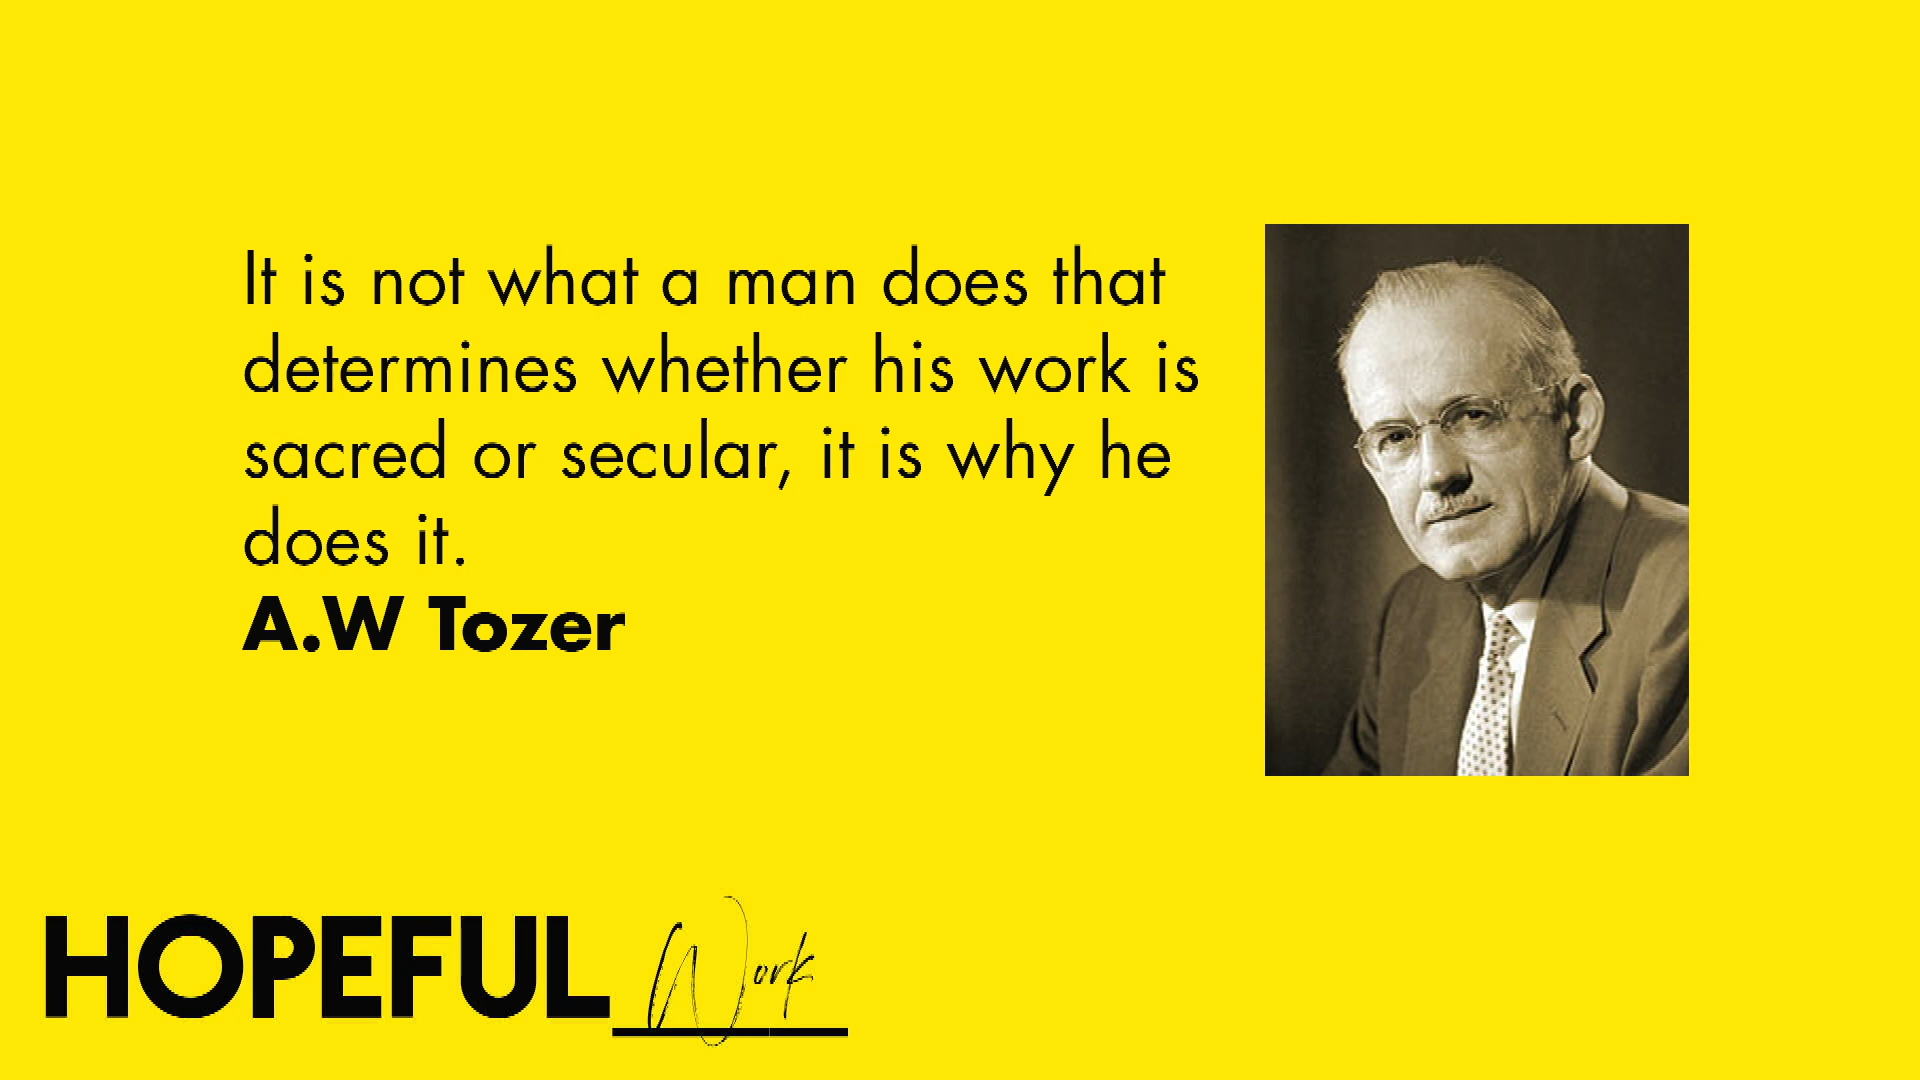 It is not what a man does that
determines whether his work is
sacred or secular, it is why he
does it.
A.W Tozer
HOPEFUL Work